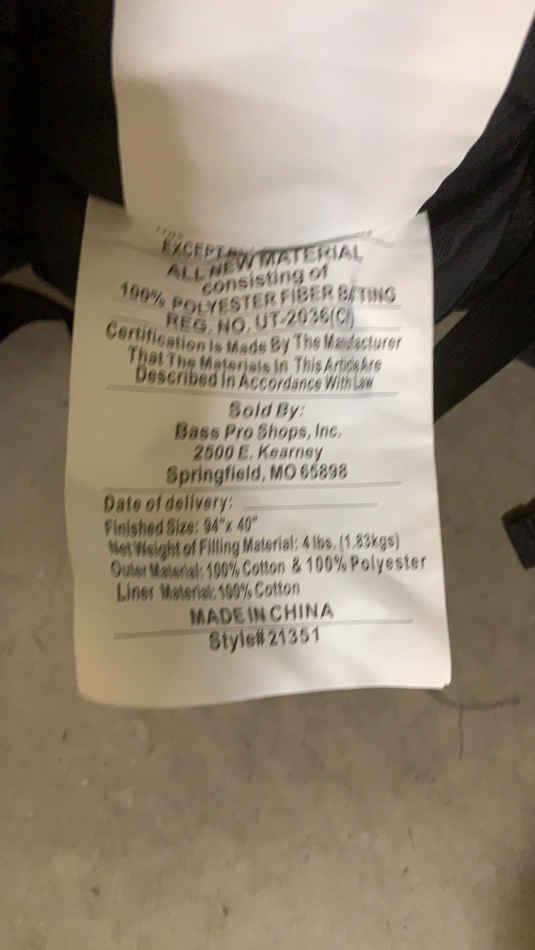 EXCEPT
ALL NEW MATERIAL
consisting of
100% POLYESTER FIBER BATTING
REG. NO. UT-2036(C)
Certification Is Made By The Manufacturer
That The Materials In This Article Are
Described In Accordance With Law
Sold By:
Bass Pro Shops, Inc.
2500 E. Kearney
Springfield, MO 65898
Date of delivery:
Finished Size: 94"x 40"
Net Weight of Filling Material: 4 lbs. (1.83kgs)
Outer Material: 100% Cotton & 100% Polyester
Liner Material: 100% Cotton
MADE IN CHINA
Style# 21351